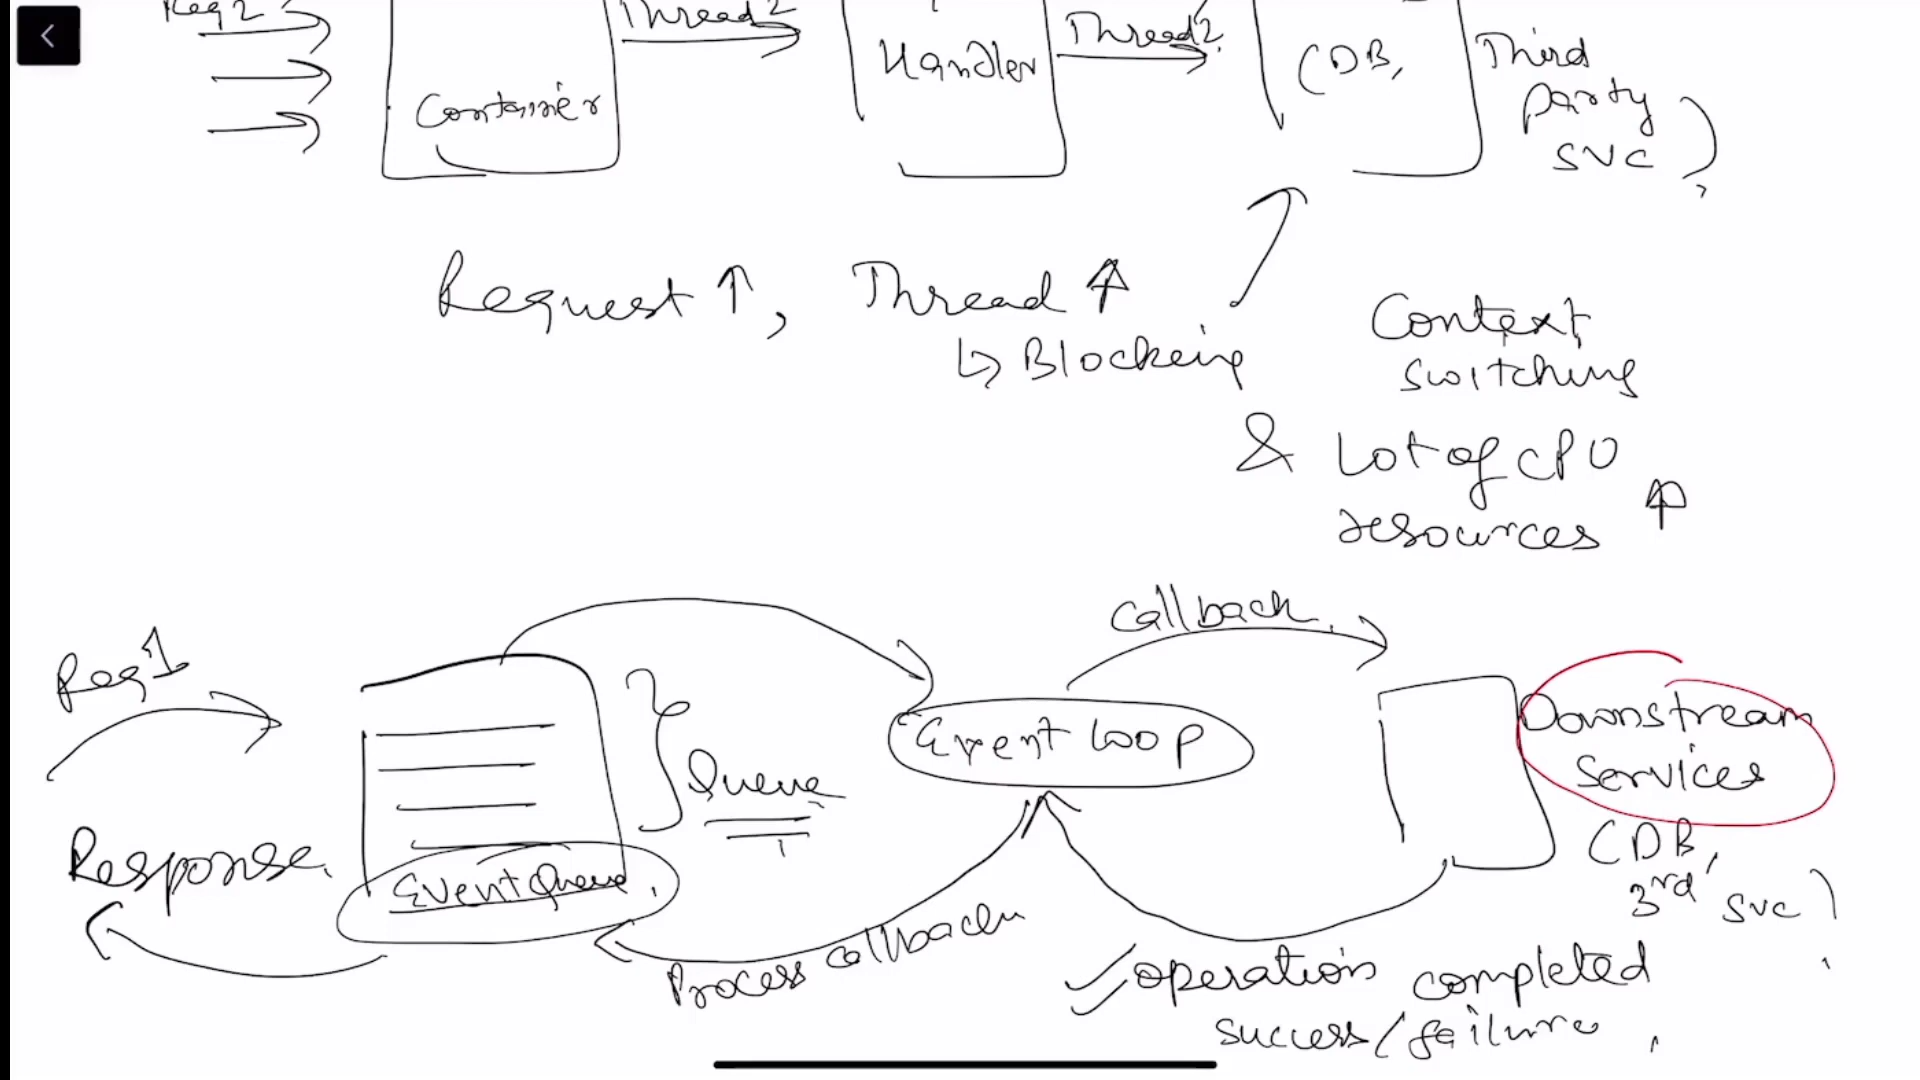 Req 2
Thread 2
Thread 2
Container
Handler
(DB,
Third
party
svc )
Request ↑, Thread ↑
↳ Blocking
Context
switching
& Lot of CPU
resources ↑
Req 1
Callback
Event Loop
Queue
Downstream
Services
(DB,
3rd svc )
Response
Event Queue
Process callback
operation completed
success / failure